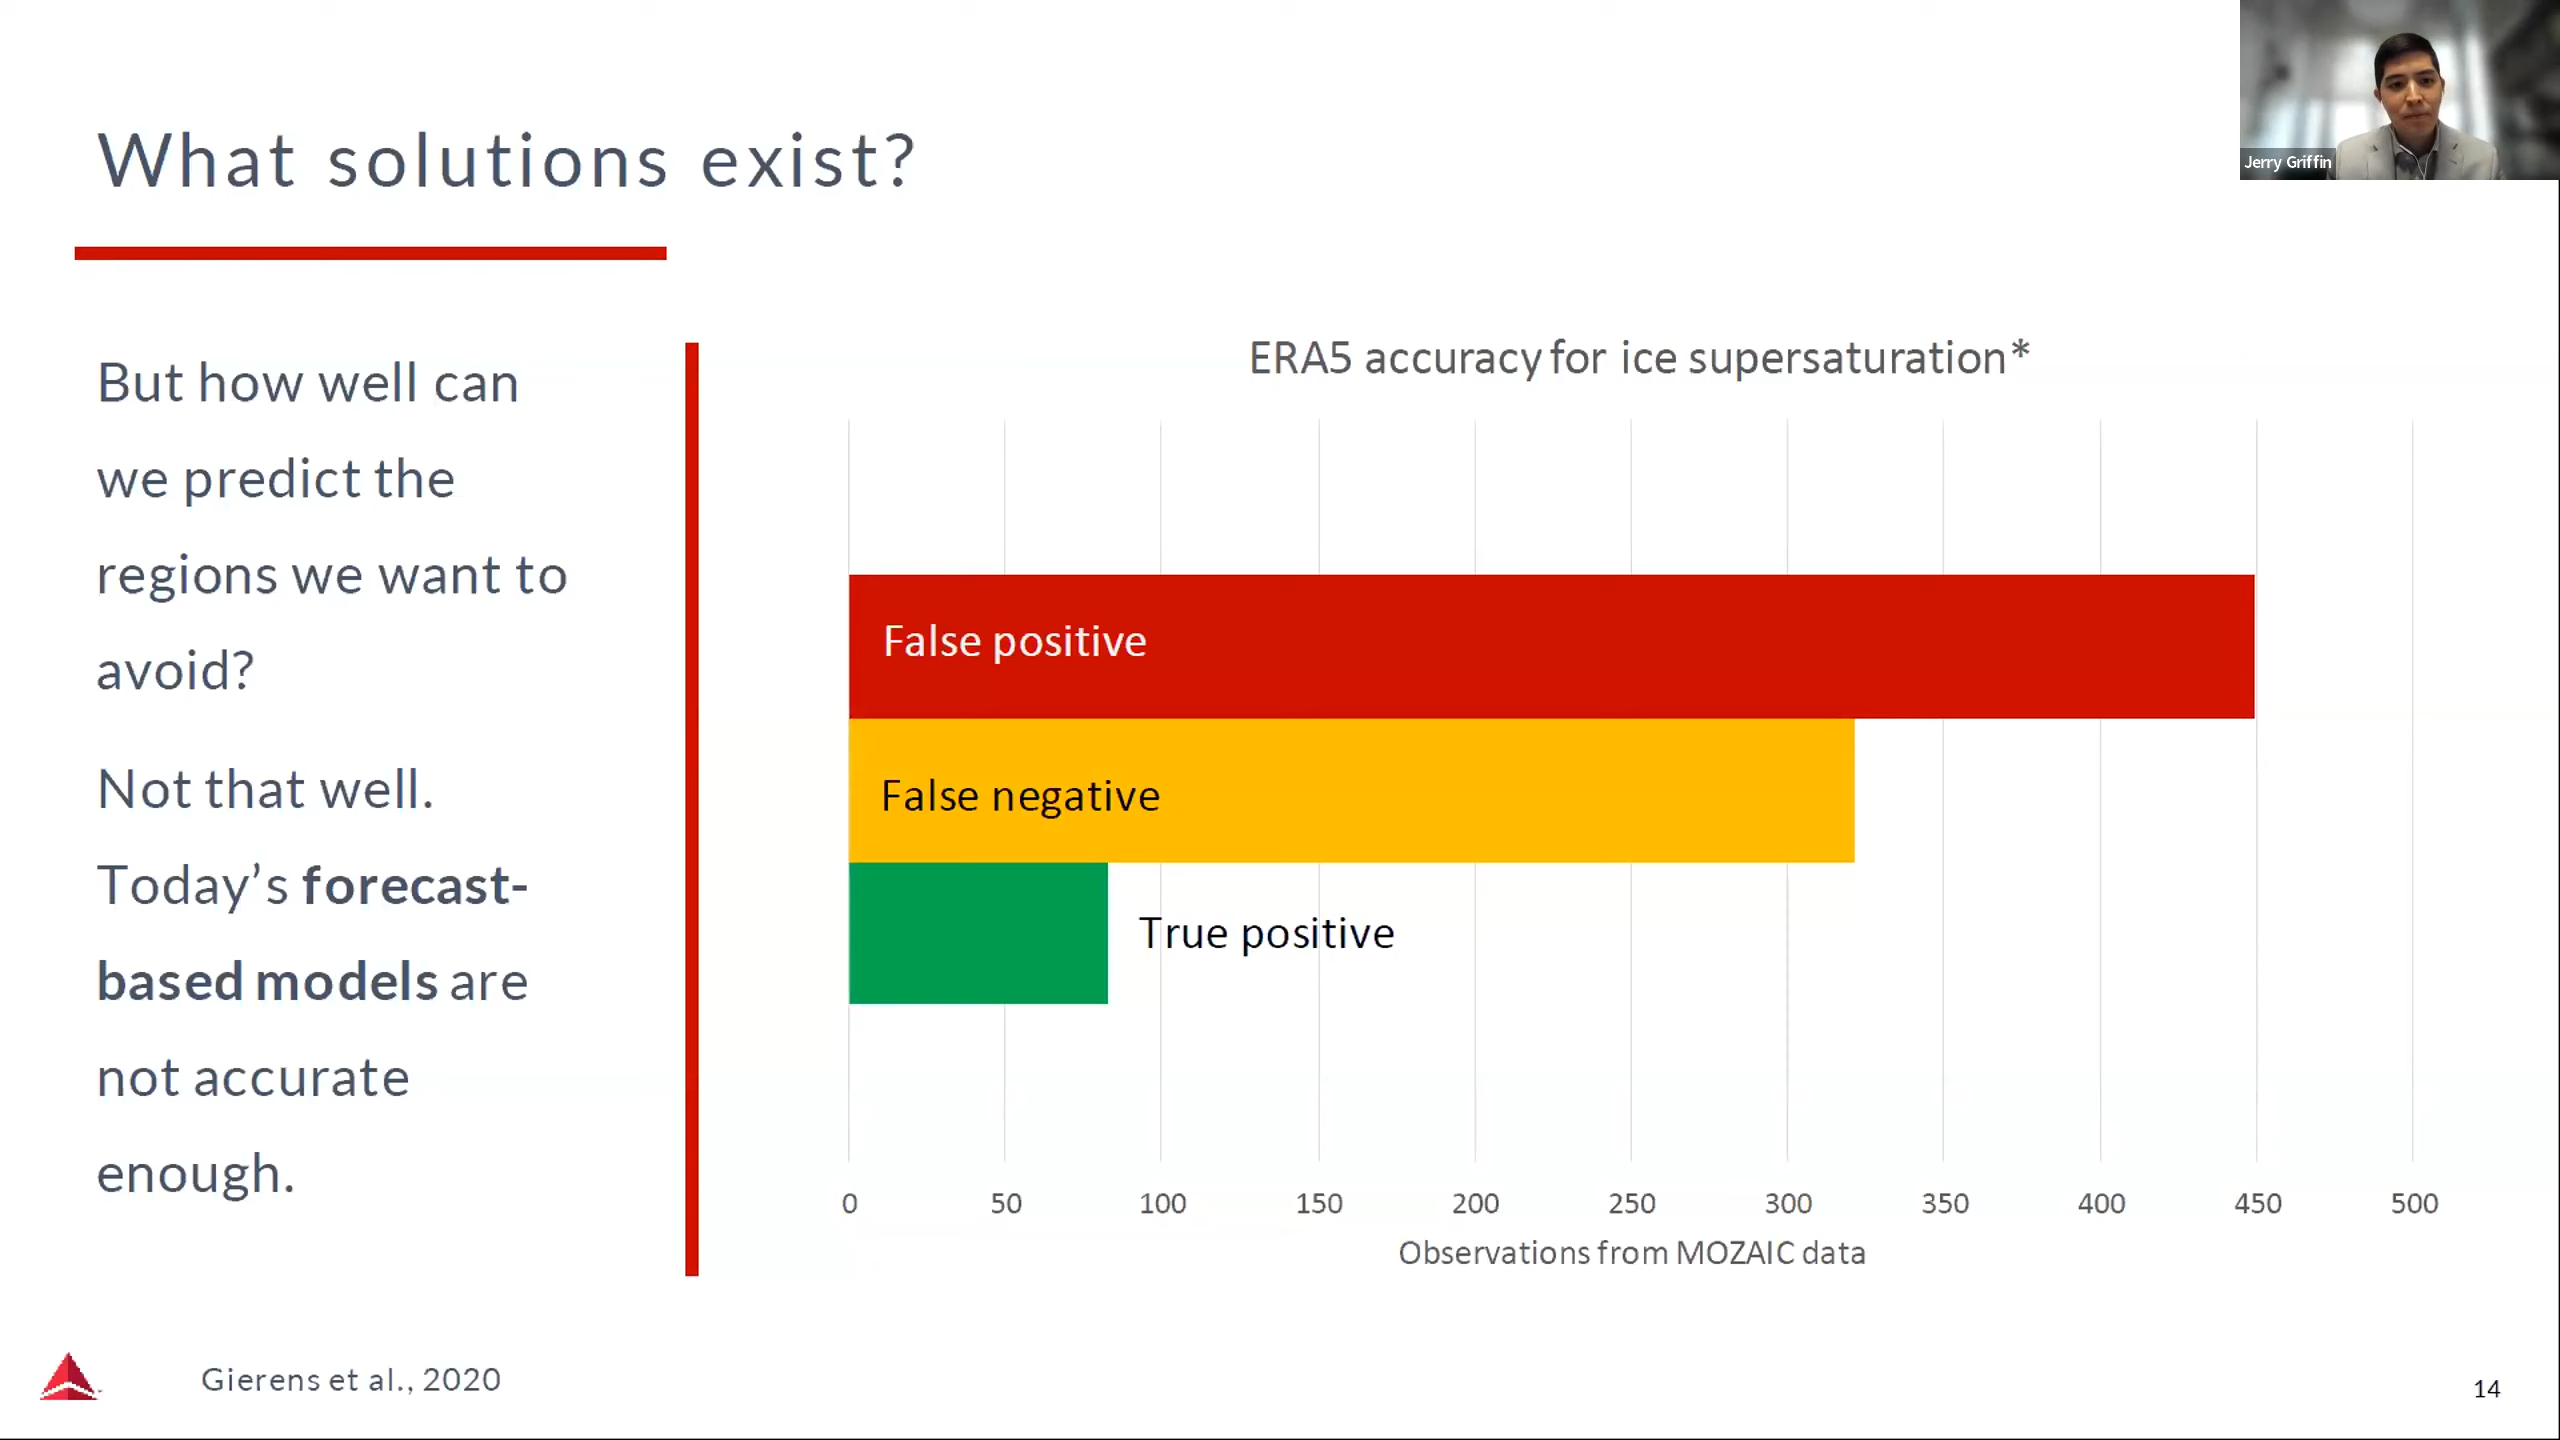 What solutions exist?
Jerry Griffin
But how well can
we predict the
regions we want to
avoid?
Not that well.
Today’s forecast-
based models are
not accurate
enough.
ERA5 accuracy for ice supersaturation*
False positive
False negative
True positive
0 50 100 150 200 250 300 350 400 450 500
Observations from MOZAIC data
Gierens et al., 2020
14